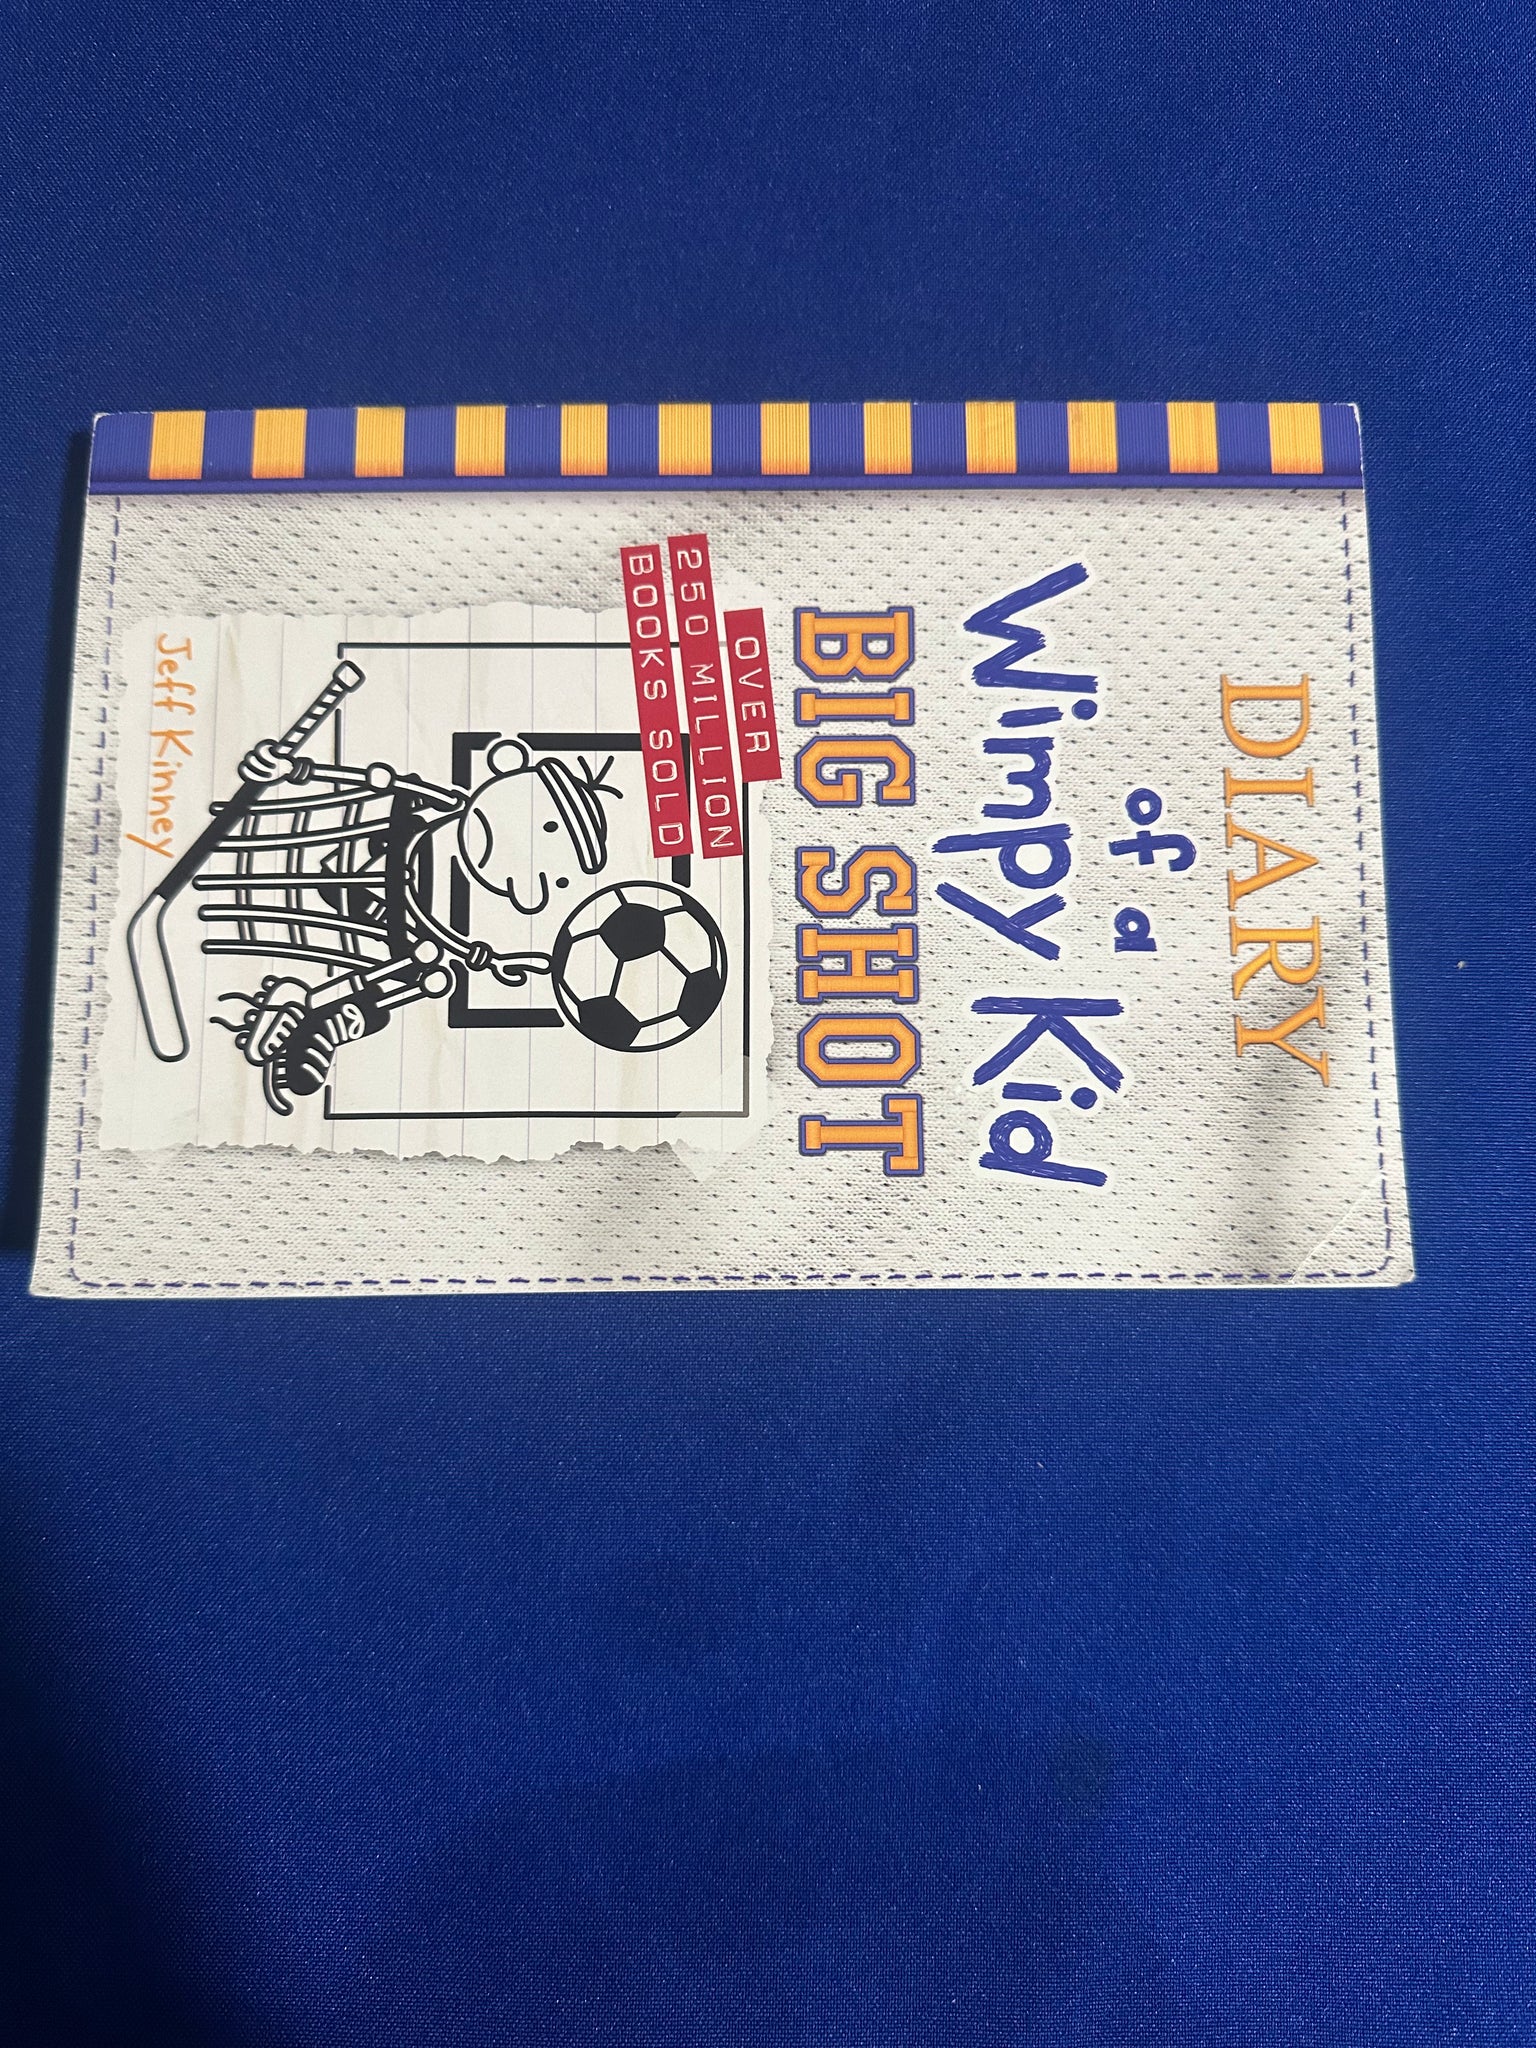 DIARY
of a
Wimpy Kid
BIG SHOT
OVER
250 MILLION
BOOKS SOLD
Jeff Kinney